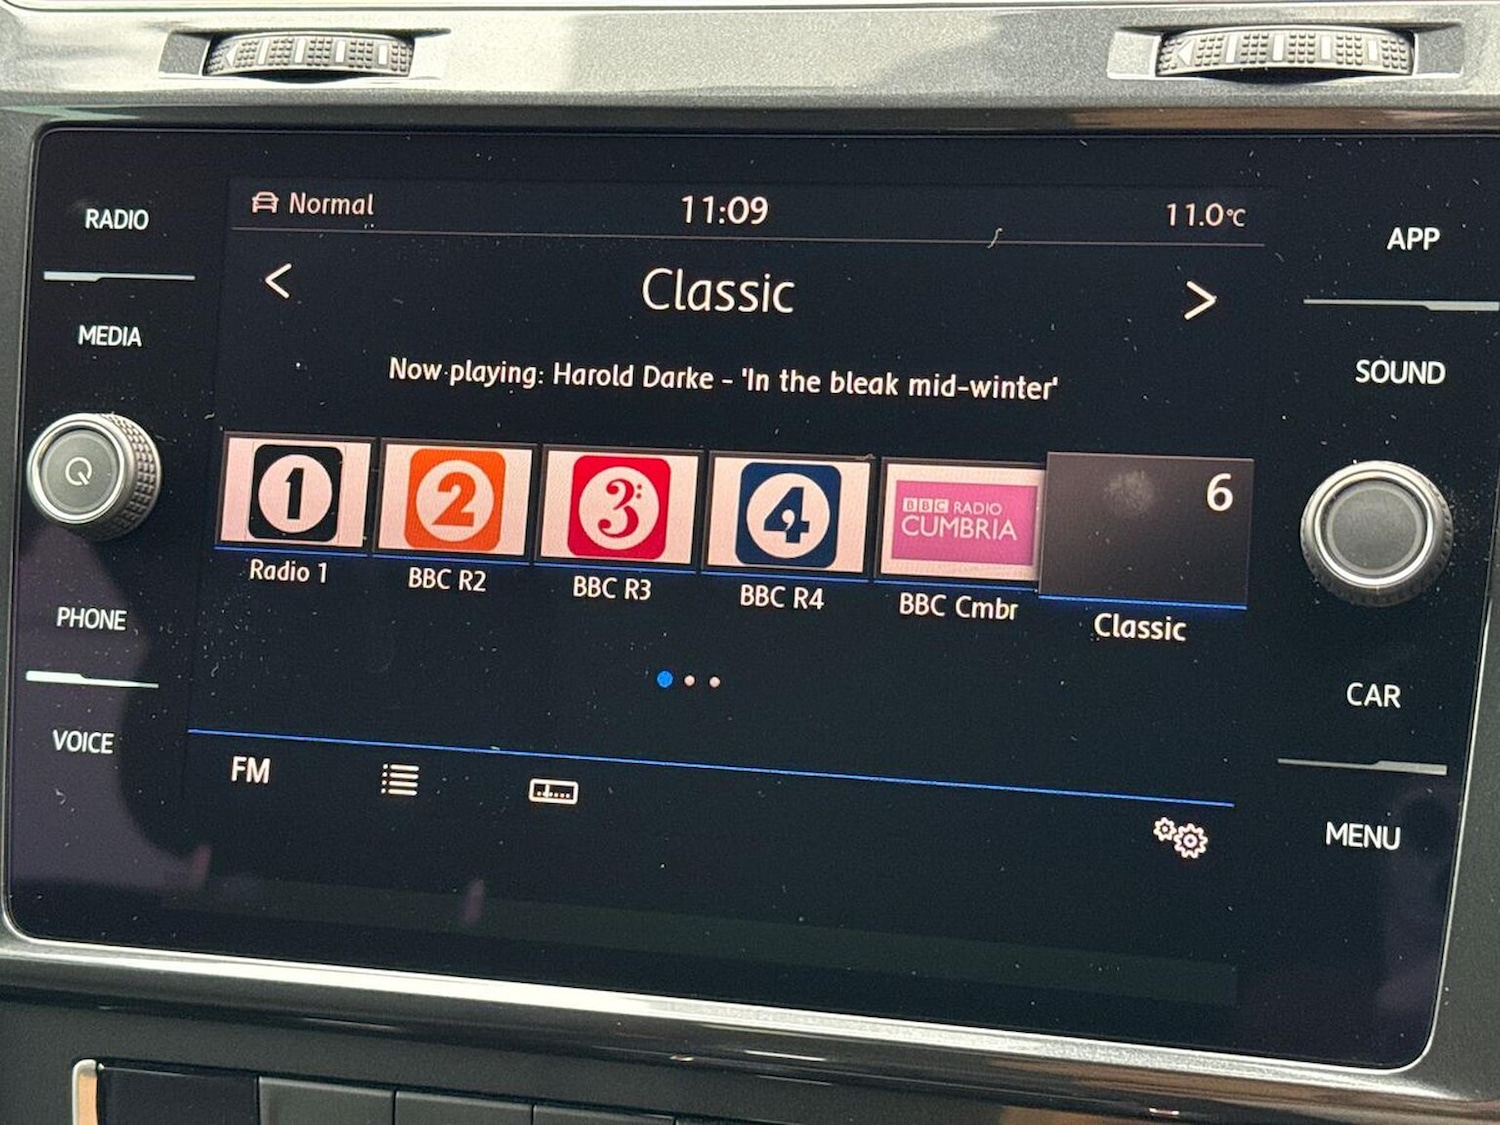 RADIO
MEDIA
PHONE
VOICE
Normal
11:09
11.0°C
<
Classic
>
Now playing: Harold Darke - 'In the bleak mid-winter'
1
2
3
4
BBC RADIO
CUMBRIA
6
Radio 1
BBC R2
BBC R3
BBC R4
BBC Cmbr
Classic
FM
APP
SOUND
CAR
MENU